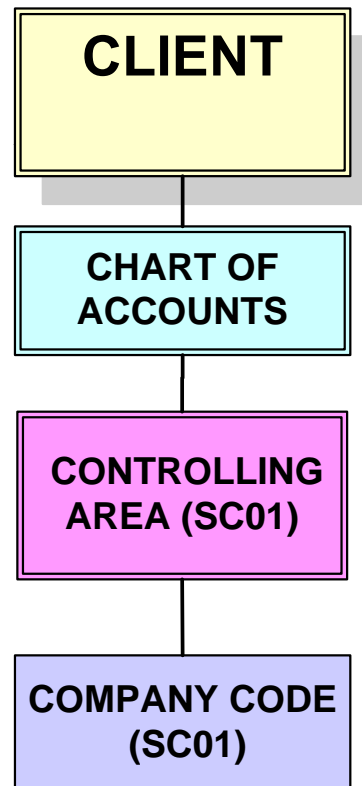 CLIENT
CHART OF
ACCOUNTS
CONTROLLING
AREA (SC01)
COMPANY CODE
(SC01)